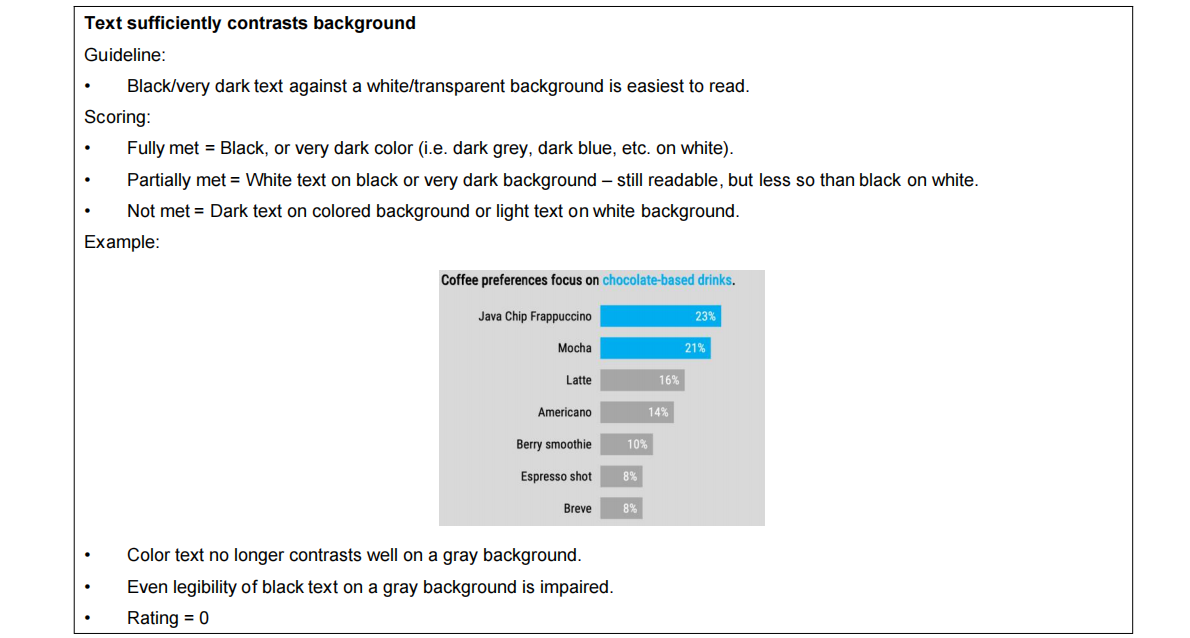 Text sufficiently contrasts background
Guideline:
• Black/very dark text against a white/transparent background is easiest to read.
Scoring:
• Fully met = Black, or very dark color (i.e. dark grey, dark blue, etc. on white).
• Partially met = White text on black or very dark background – still readable, but less so than black on white.
• Not met = Dark text on colored background or light text on white background.
Example:
Coffee preferences focus on chocolate-based drinks.
Java Chip Frappuccino 23%
Mocha 21%
Latte 16%
Americano 14%
Berry smoothie 10%
Espresso shot 8%
Breve 8%
• Color text no longer contrasts well on a gray background.
• Even legibility of black text on a gray background is impaired.
• Rating = 0